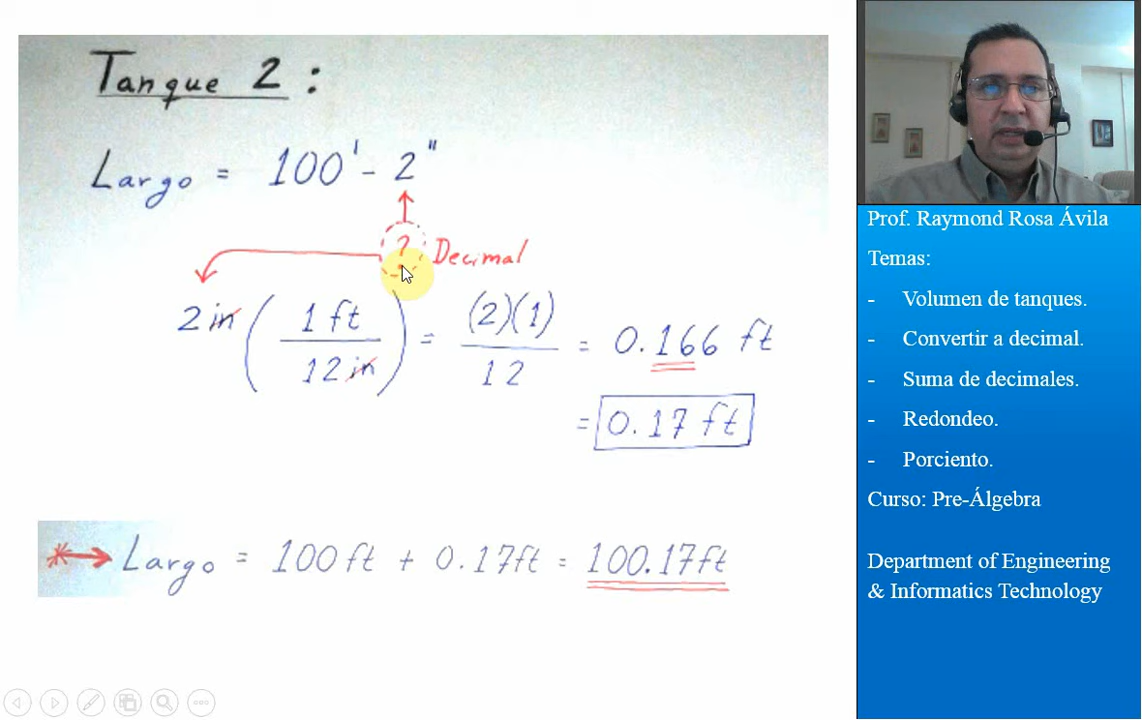 Tanque 2 :
Largo = 100' - 2"
? Decimal
2 in ( 1 ft / 12 in ) = (2)(1) / 12 = 0.166 ft
= 0.17 ft
Largo = 100 ft + 0.17ft = 100.17ft
Prof. Raymond Rosa Ávila
Temas:
- Volumen de tanques.
- Convertir a decimal.
- Suma de decimales.
- Redondeo.
- Porciento.
Curso: Pre-Álgebra
Department of Engineering
& Informatics Technology